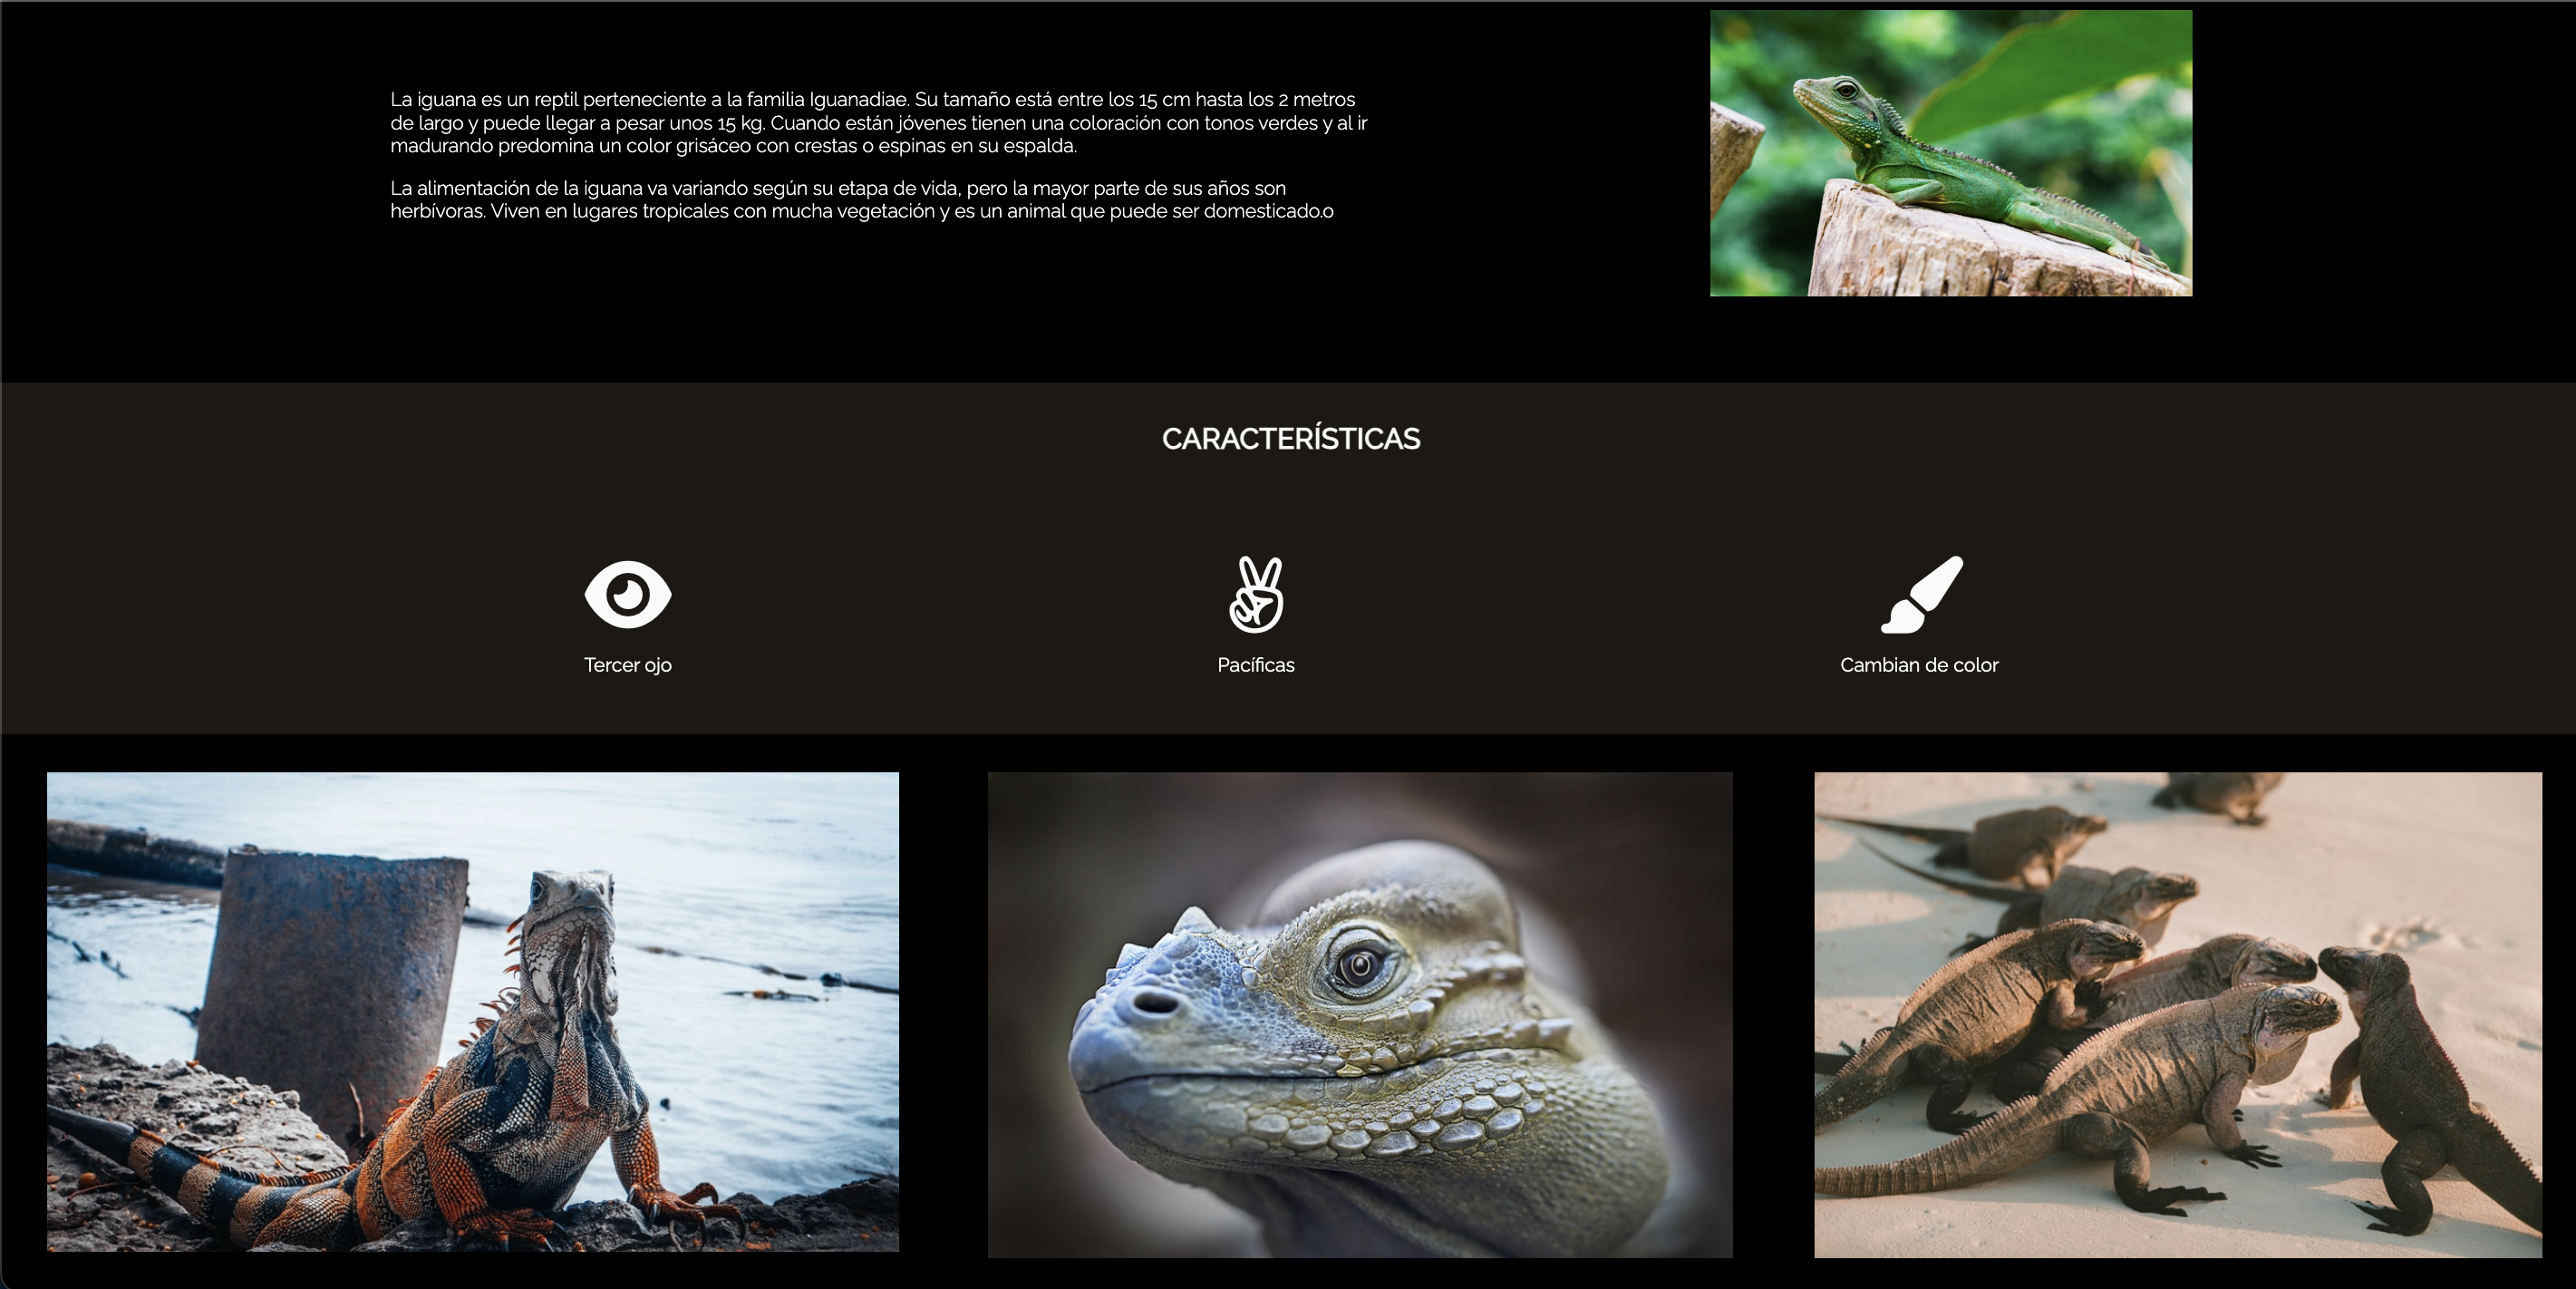 La iguana es un reptil perteneciente a la familia Iguanadiae. Su tamaño está entre los 15 cm hasta los 2 metros
de largo y puede llegar a pesar unos 15 kg. Cuando están jóvenes tienen una coloración con tonos verdes y al ir
madurando predomina un color grisáceo con crestas o espinas en su espalda.
La alimentación de la iguana va variando según su etapa de vida, pero la mayor parte de sus años son
herbívoras. Viven en lugares tropicales con mucha vegetación y es un animal que puede ser domesticado.o
CARACTERÍSTICAS
Tercer ojo
Pacíficas
Cambian de color